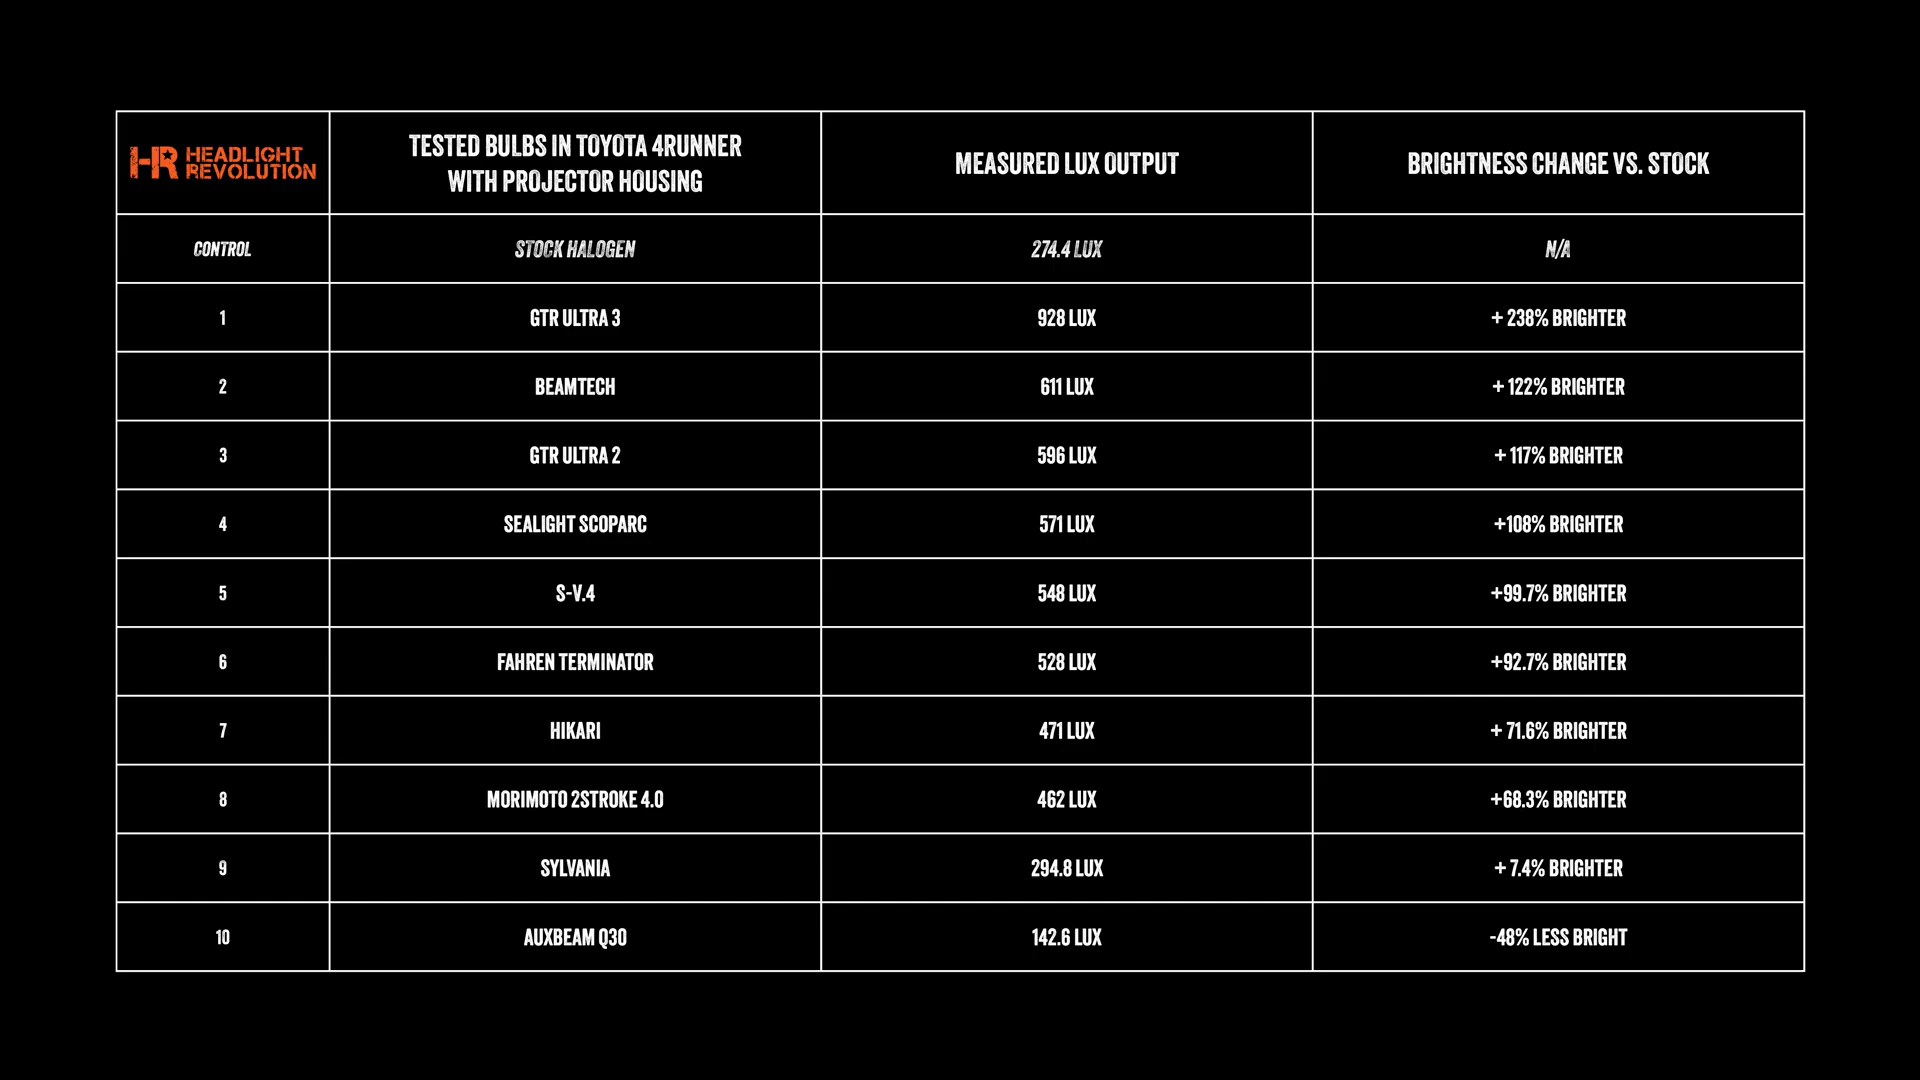 HR HEADLIGHT REVOLUTION
TESTED BULBS IN TOYOTA 4RUNNER
WITH PROJECTOR HOUSING
MEASURED LUX OUTPUT
BRIGHTNESS CHANGE VS. STOCK
CONTROL
STOCK HALOGEN
274.4 LUX
N/A
1
GTR ULTRA 3
928 LUX
+ 238% BRIGHTER
2
BEAMTECH
611 LUX
+ 122% BRIGHTER
3
GTR ULTRA 2
596 LUX
+ 117% BRIGHTER
4
SEALIGHT SCOPARC
571 LUX
+108% BRIGHTER
5
S-V.4
548 LUX
+99.7% BRIGHTER
6
FAHREN TERMINATOR
528 LUX
+92.7% BRIGHTER
7
HIKARI
471 LUX
+ 71.6% BRIGHTER
8
MORIMOTO 2STROKE 4.0
462 LUX
+68.3% BRIGHTER
9
SYLVANIA
294.8 LUX
+ 7.4% BRIGHTER
10
AUXBEAM Q30
142.6 LUX
-48% LESS BRIGHT